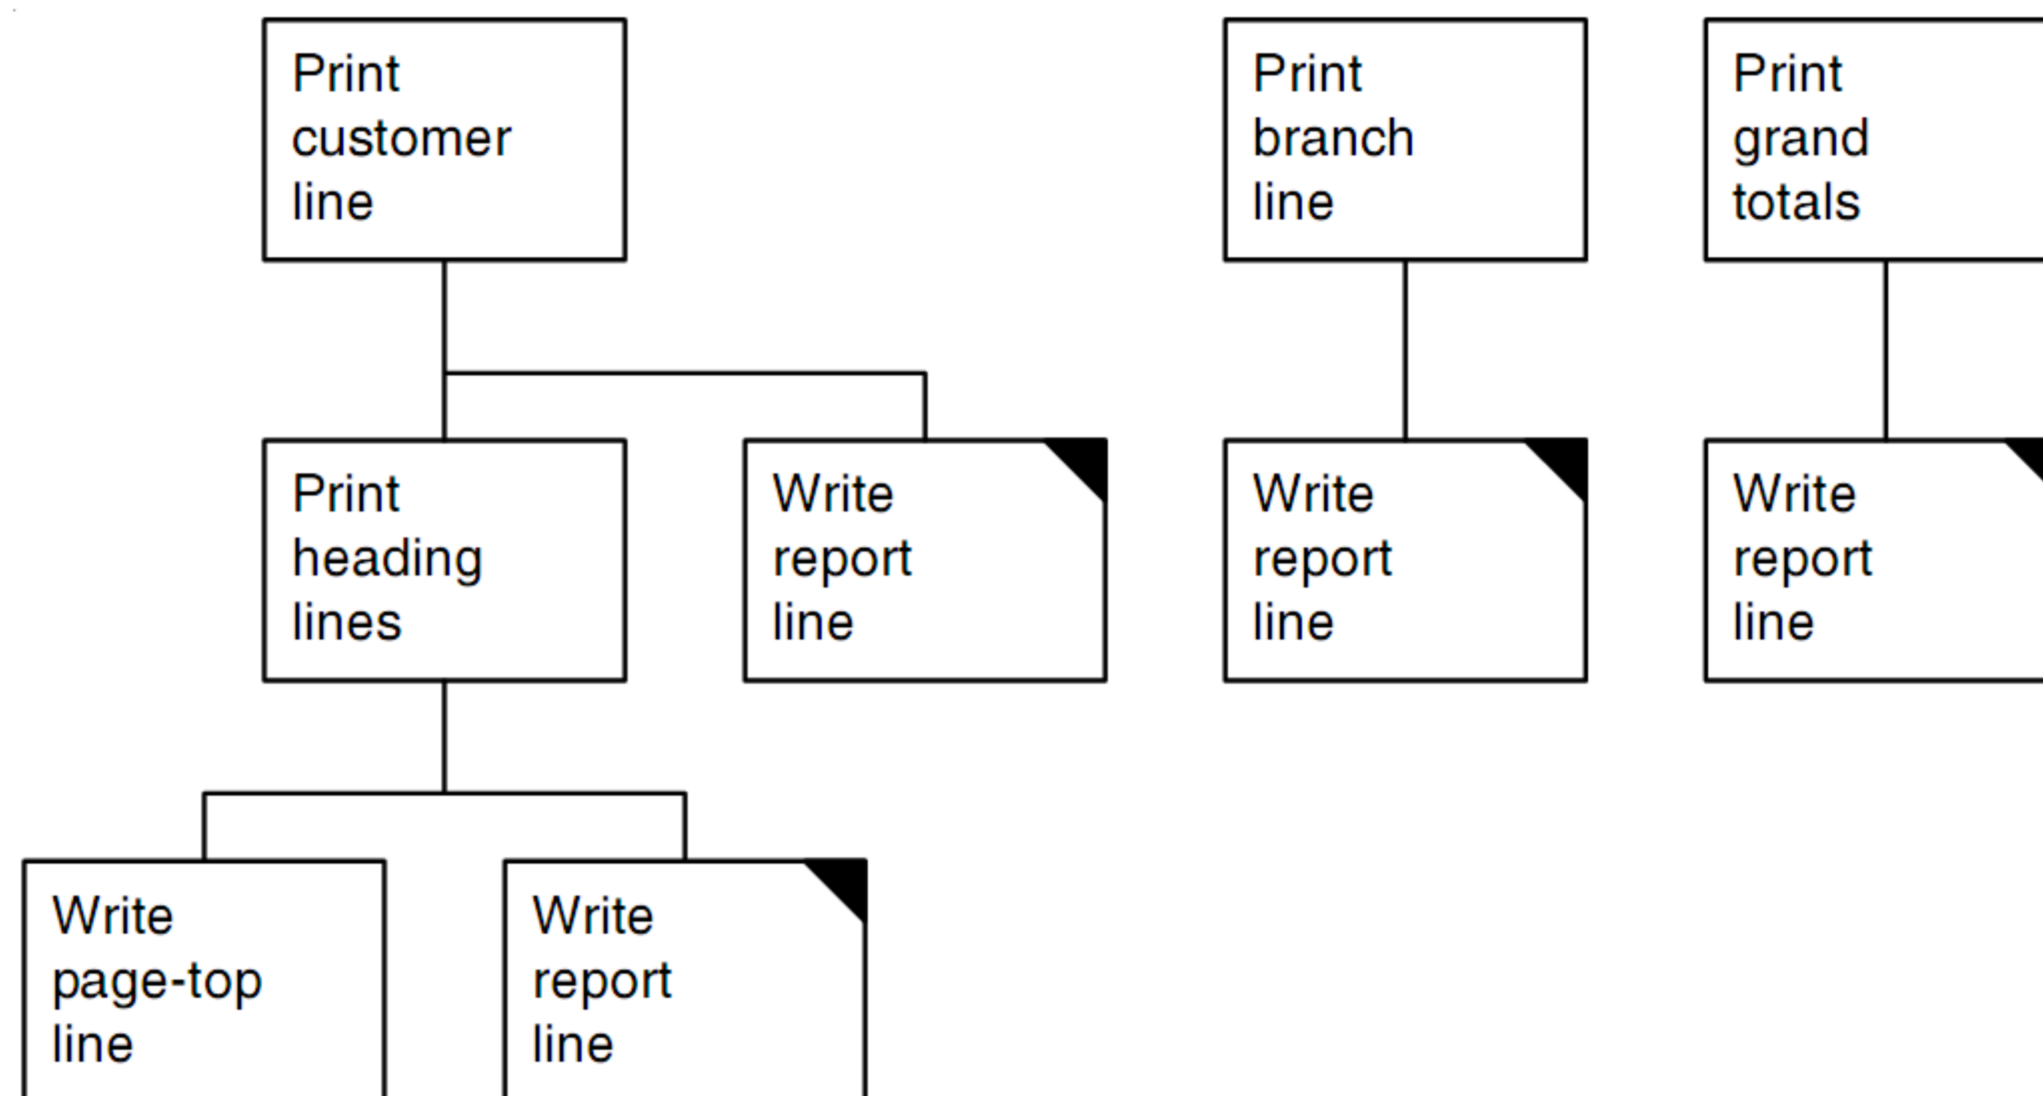 Print
customer
line
Print
branch
line
Print
grand
totals
Print
heading
lines
Write
report
line
Write
report
line
Write
report
line
Write
page-top
line
Write
report
line